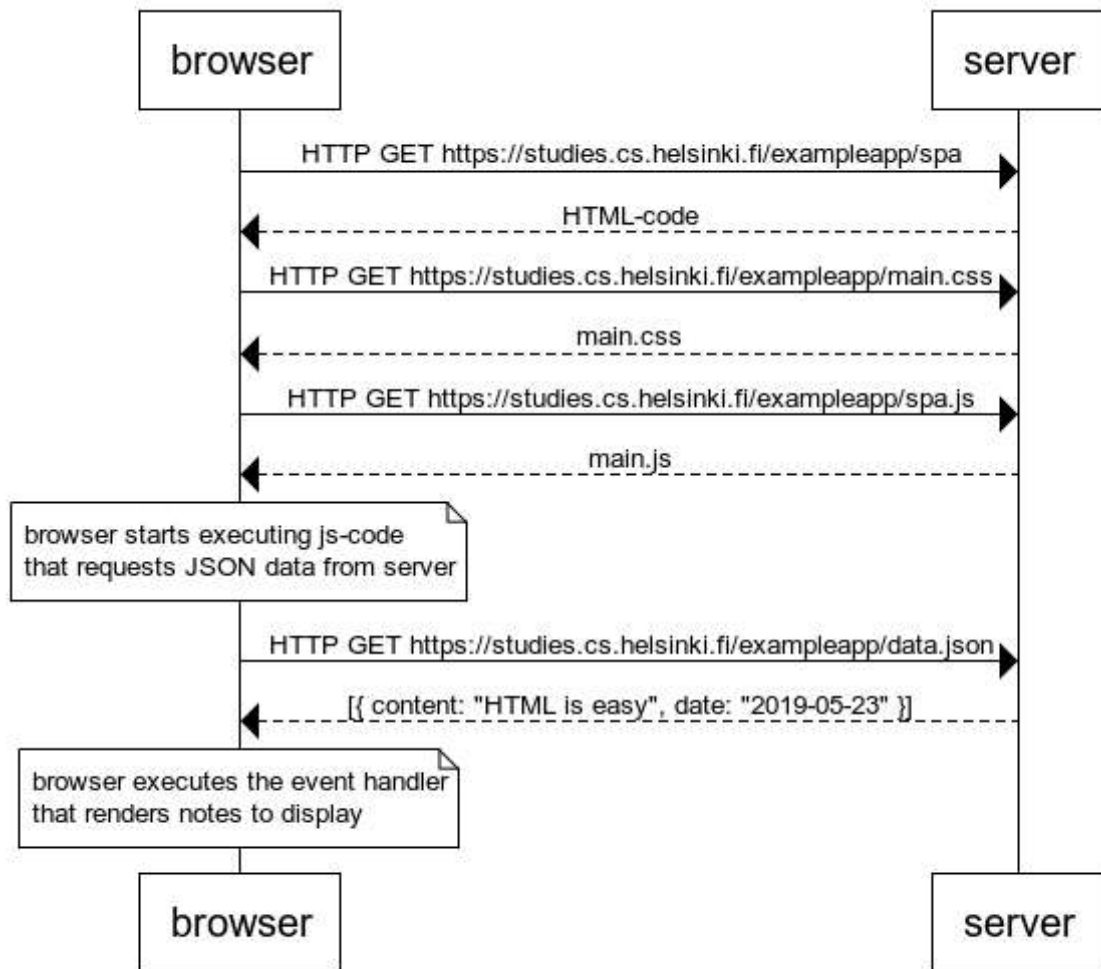 browser
server
HTTP GET https://studies.cs.helsinki.fi/exampleapp/spa
HTML-code
HTTP GET https://studies.cs.helsinki.fi/exampleapp/main.css
main.css
HTTP GET https://studies.cs.helsinki.fi/exampleapp/spa.js
main.js
browser starts executing js-code
that requests JSON data from server
HTTP GET https://studies.cs.helsinki.fi/exampleapp/data.json
[{ content: "HTML is easy", date: "2019-05-23" }]
browser executes the event handler
that renders notes to display
browser
server